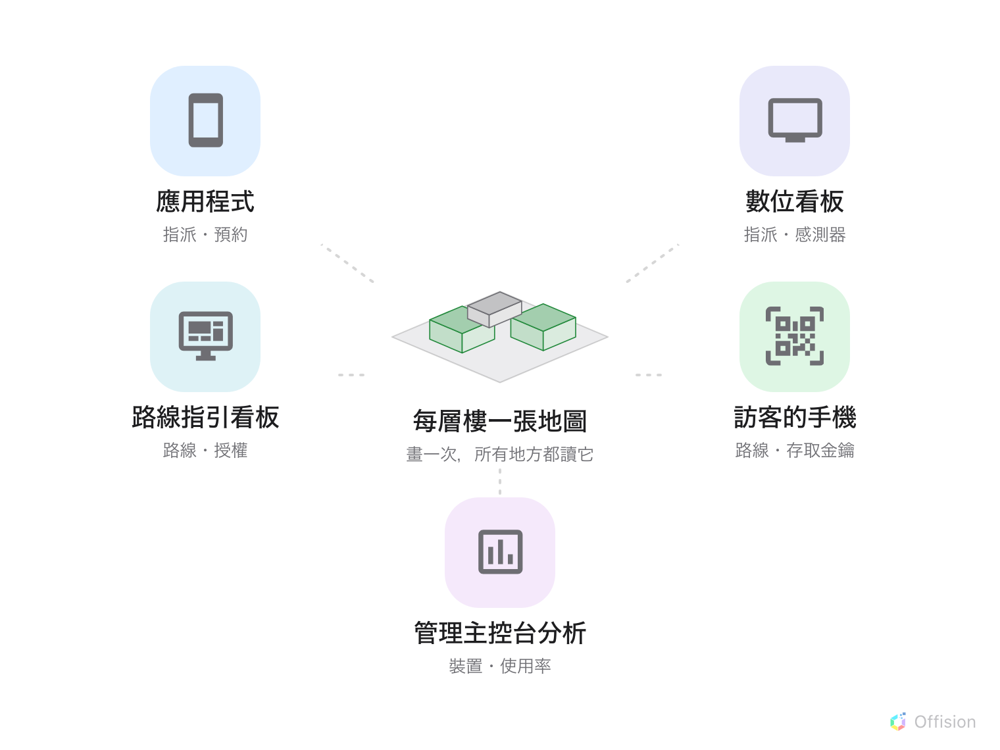 應用程式
指派・預約
數位看板
指派・感測器
路線指引看板
路線・授權
每層樓一張地圖
畫一次，所有地方都讀它
訪客的手機
路線・存取金鑰
管理主控台分析
裝置・使用率
Offision